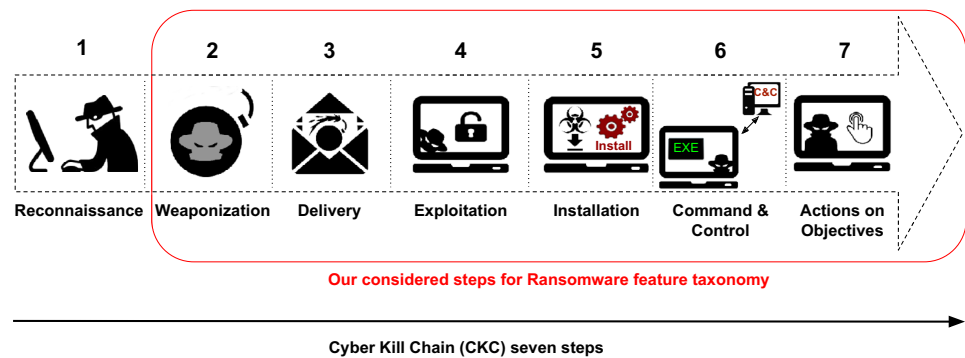 1 2 3 4 5 6 7
C&C
Install
EXE
Reconnaissance Weaponization Delivery Exploitation Installation Command & Actions on
Control Objectives
Our considered steps for Ransomware feature taxonomy
Cyber Kill Chain (CKC) seven steps